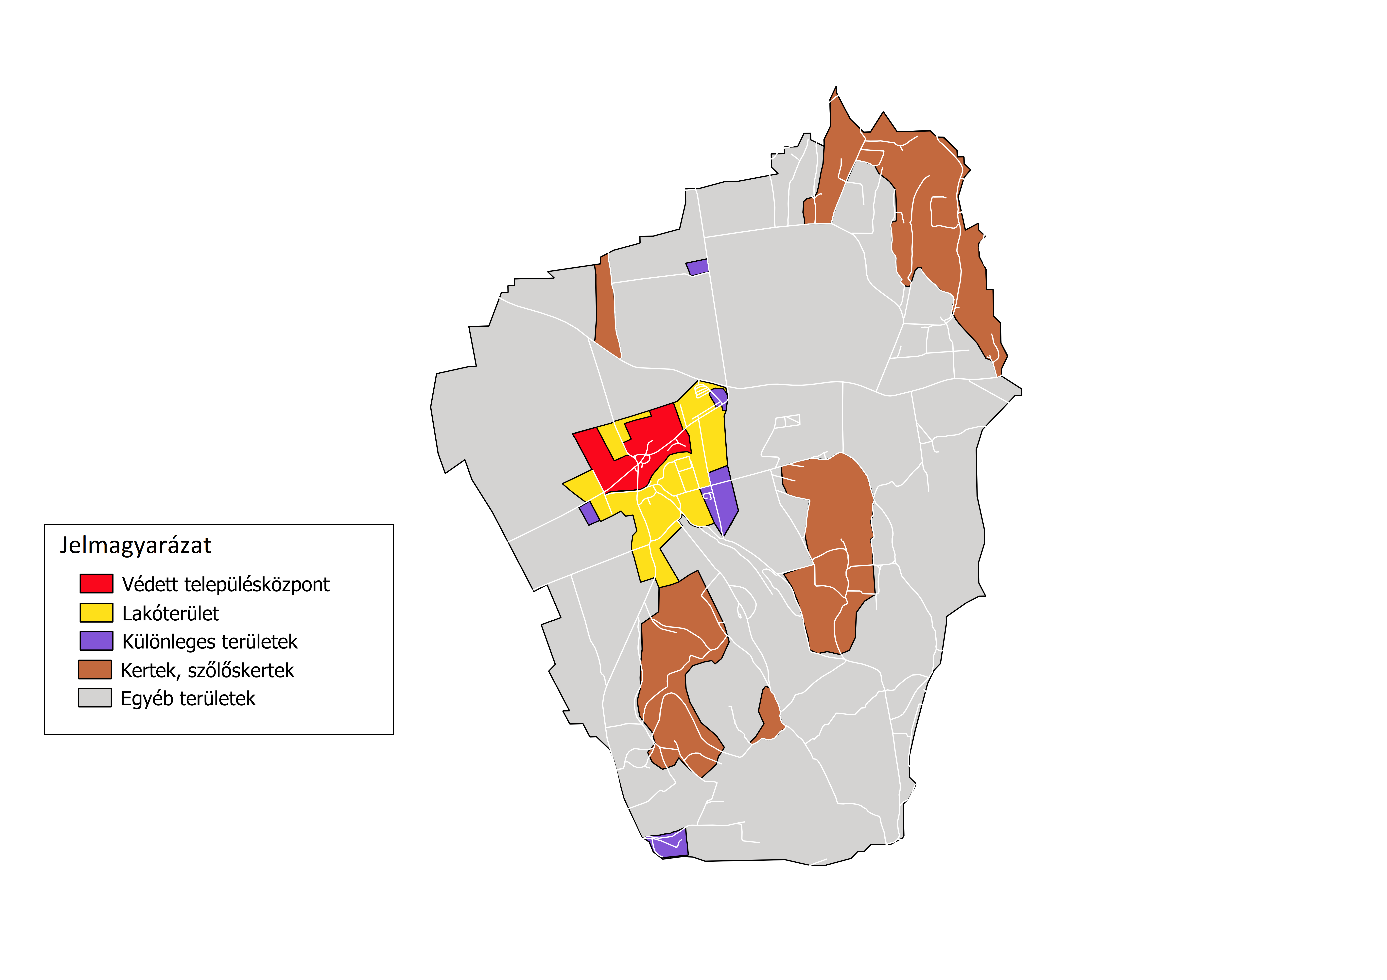 Jelmagyarázat
Védett településközpont
Lakóterület
Különleges területek
Kertek, szőlőskertek
Egyéb területek